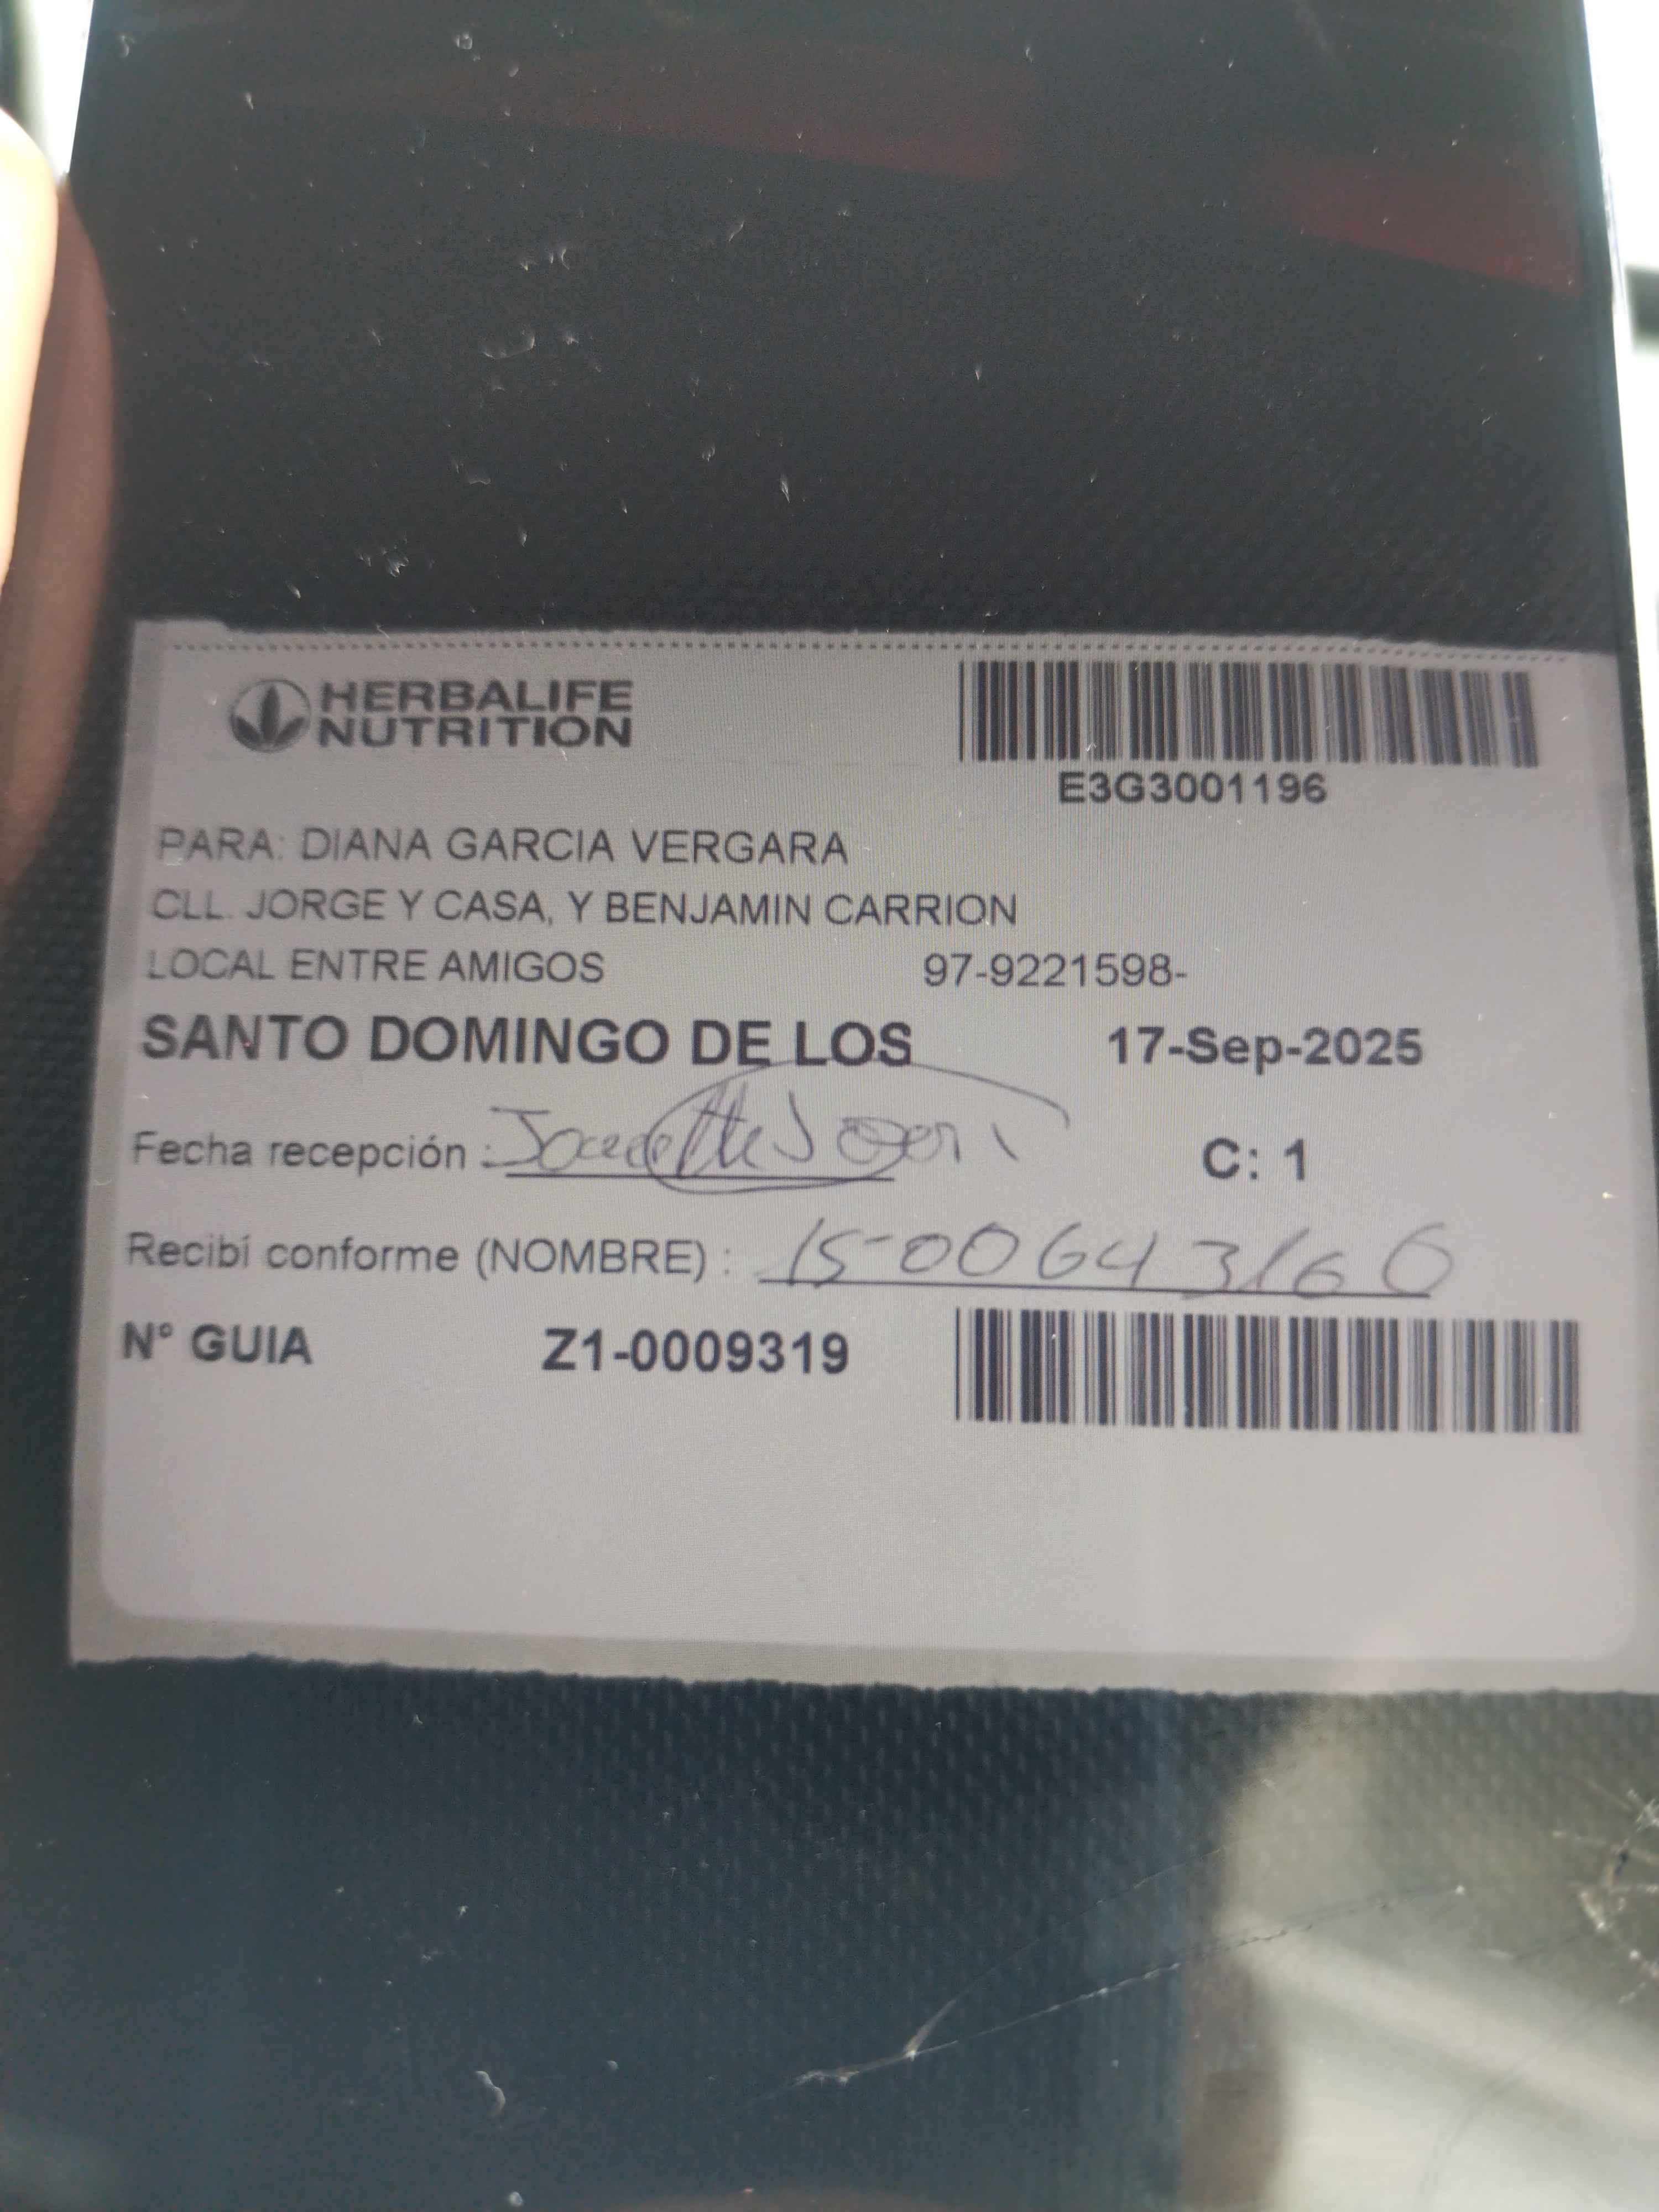 HERBALIFE
NUTRITION
E3G3001196
PARA: DIANA GARCIA VERGARA
CLL. JORGE Y CASA, Y BENJAMIN CARRION
LOCAL ENTRE AMIGOS 97-9221598-
SANTO DOMINGO DE LOS 17-Sep-2025
Fecha recepción : C: 1
Recibí conforme (NOMBRE) : 15-00643166
N° GUIA Z1-0009319